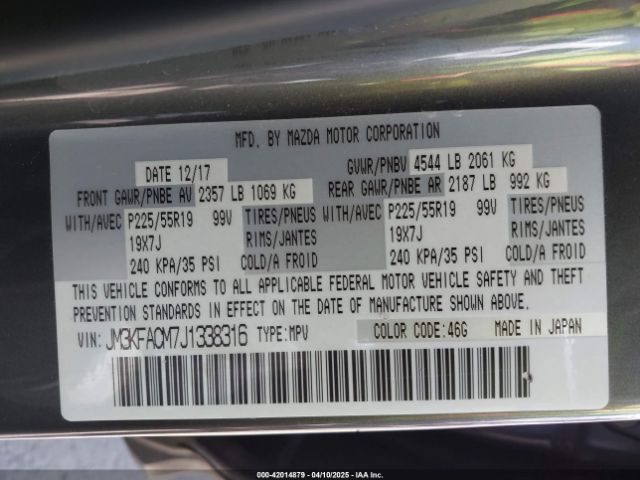 MFD. BY MAZDA MOTOR CORPORATION
DATE 12/17 GVWR/PNBV 4544 LB 2061 KG
FRONT GAWR/PNBE AV 2357 LB 1069 KG REAR GAWR/PNBE AR 2187 LB 992 KG
WITH/AVEC P225/55R19 99V TIRES/PNEUS WITH/AVEC P225/55R19 99V TIRES/PNEUS
19X7J RIMS/JANTES 19X7J RIMS/JANTES
240 KPA/35 PSI COLD/A FROID 240 KPA/35 PSI COLD/A FROID
THIS VEHICLE CONFORMS TO ALL APPLICABLE FEDERAL MOTOR VEHICLE SAFETY AND THEFT
PREVENTION STANDARDS IN EFFECT ON THE DATE OF MANUFACTURE SHOWN ABOVE.
VIN: JM3KFACM7J1338316 TYPE:MPV COLOR CODE:46G MADE IN JAPAN
000-42014879 - 04/10/2025 - IAA Inc.